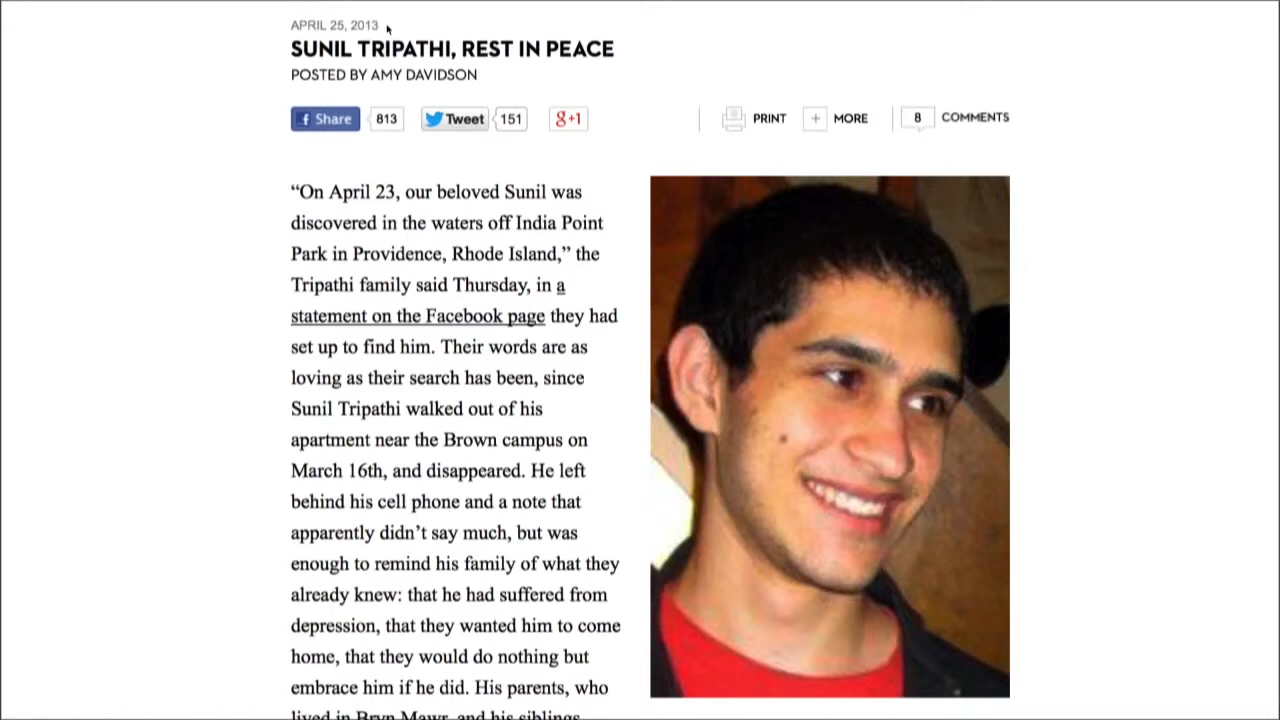 APRIL 25, 2013
SUNIL TRIPATHI, REST IN PEACE
POSTED BY AMY DAVIDSON
Share 813 Tweet 151 g+1 PRINT + MORE 8 COMMENTS
“On April 23, our beloved Sunil was
discovered in the waters off India Point
Park in Providence, Rhode Island,” the
Tripathi family said Thursday, in a
statement on the Facebook page they had
set up to find him. Their words are as
loving as their search has been, since
Sunil Tripathi walked out of his
apartment near the Brown campus on
March 16th, and disappeared. He left
behind his cell phone and a note that
apparently didn’t say much, but was
enough to remind his family of what they
already knew: that he had suffered from
depression, that they wanted him to come
home, that they would do nothing but
embrace him if he did. His parents, who
lived in Bryn Mawr, and his siblings,